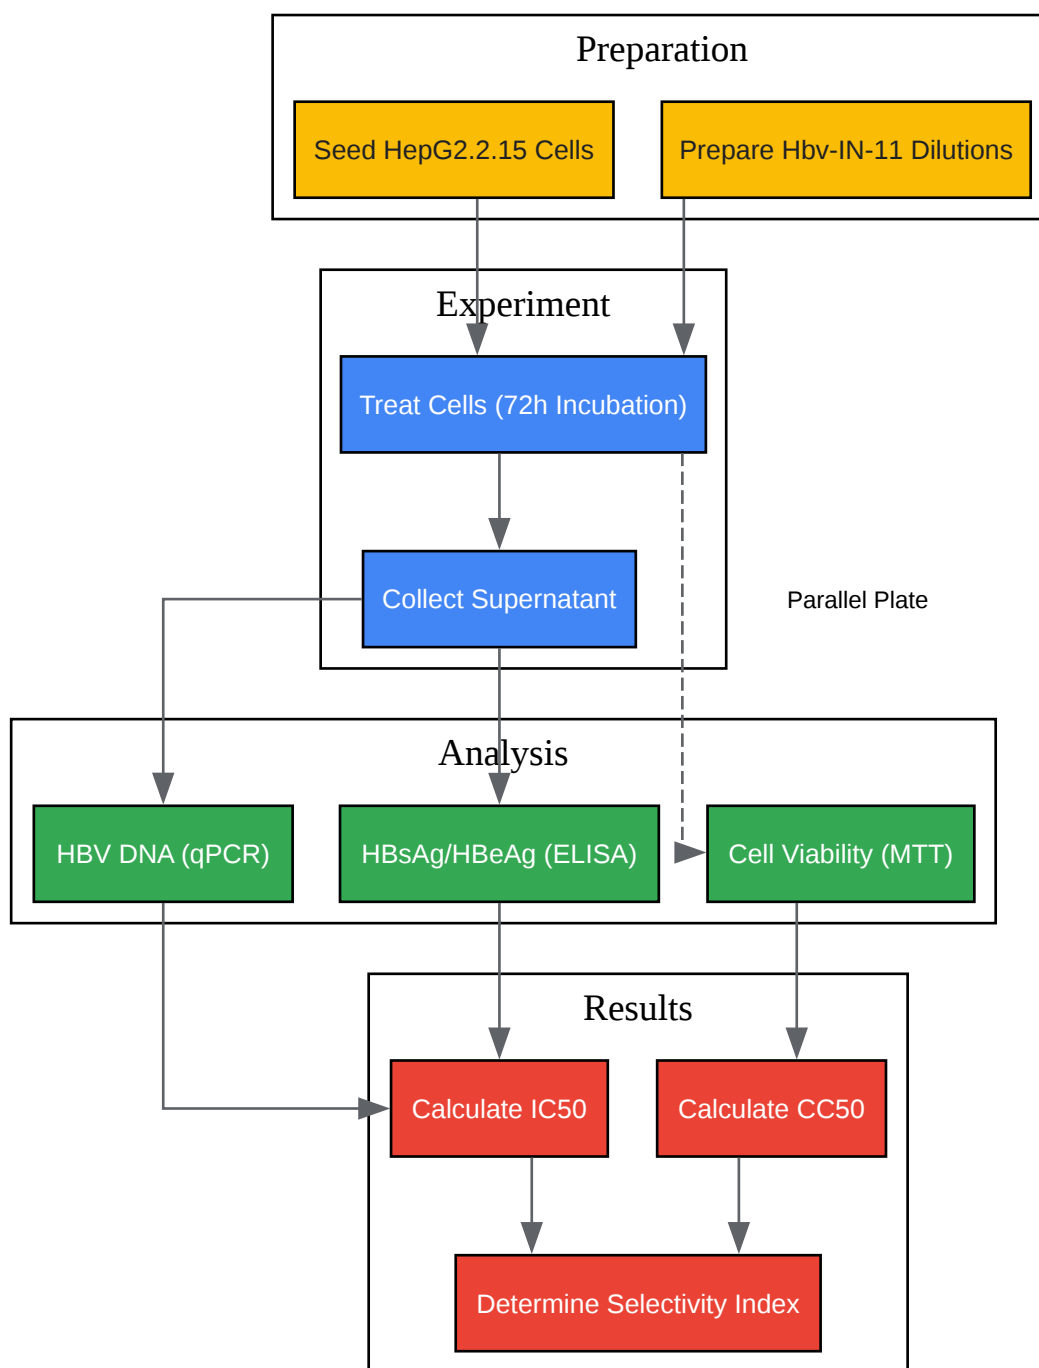 Preparation
Seed HepG2.2.15 Cells
Prepare Hbv-IN-11 Dilutions
Experiment
Treat Cells (72h Incubation)
Collect Supernatant
Parallel Plate
Analysis
HBV DNA (qPCR)
HBsAg/HBeAg (ELISA)
Cell Viability (MTT)
Results
Calculate IC50
Calculate CC50
Determine Selectivity Index